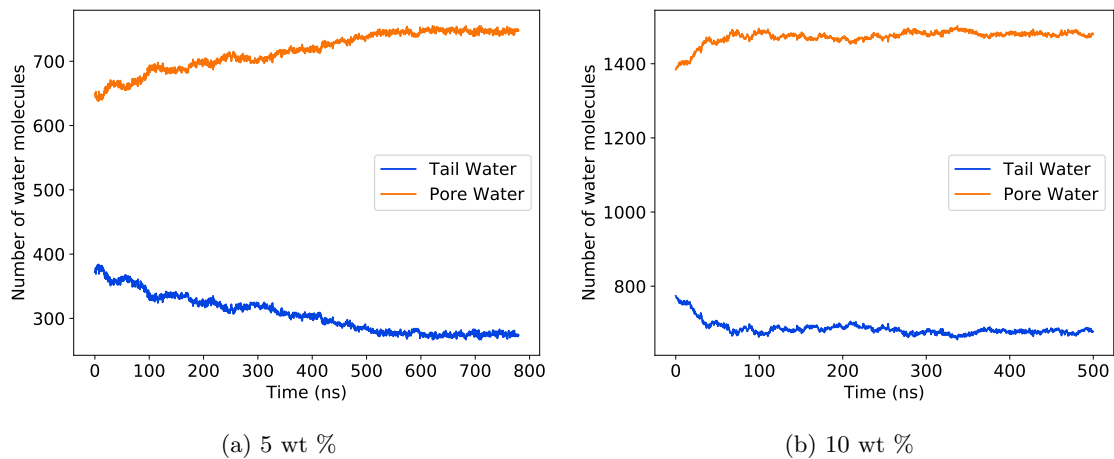 700
600
500
400
300
Number of water molecules
Tail Water
Pore Water
0 100 200 300 400 500 600 700 800
Time (ns)
(a) 5 wt %
1400
1200
1000
800
Number of water molecules
Tail Water
Pore Water
0 100 200 300 400 500
Time (ns)
(b) 10 wt %